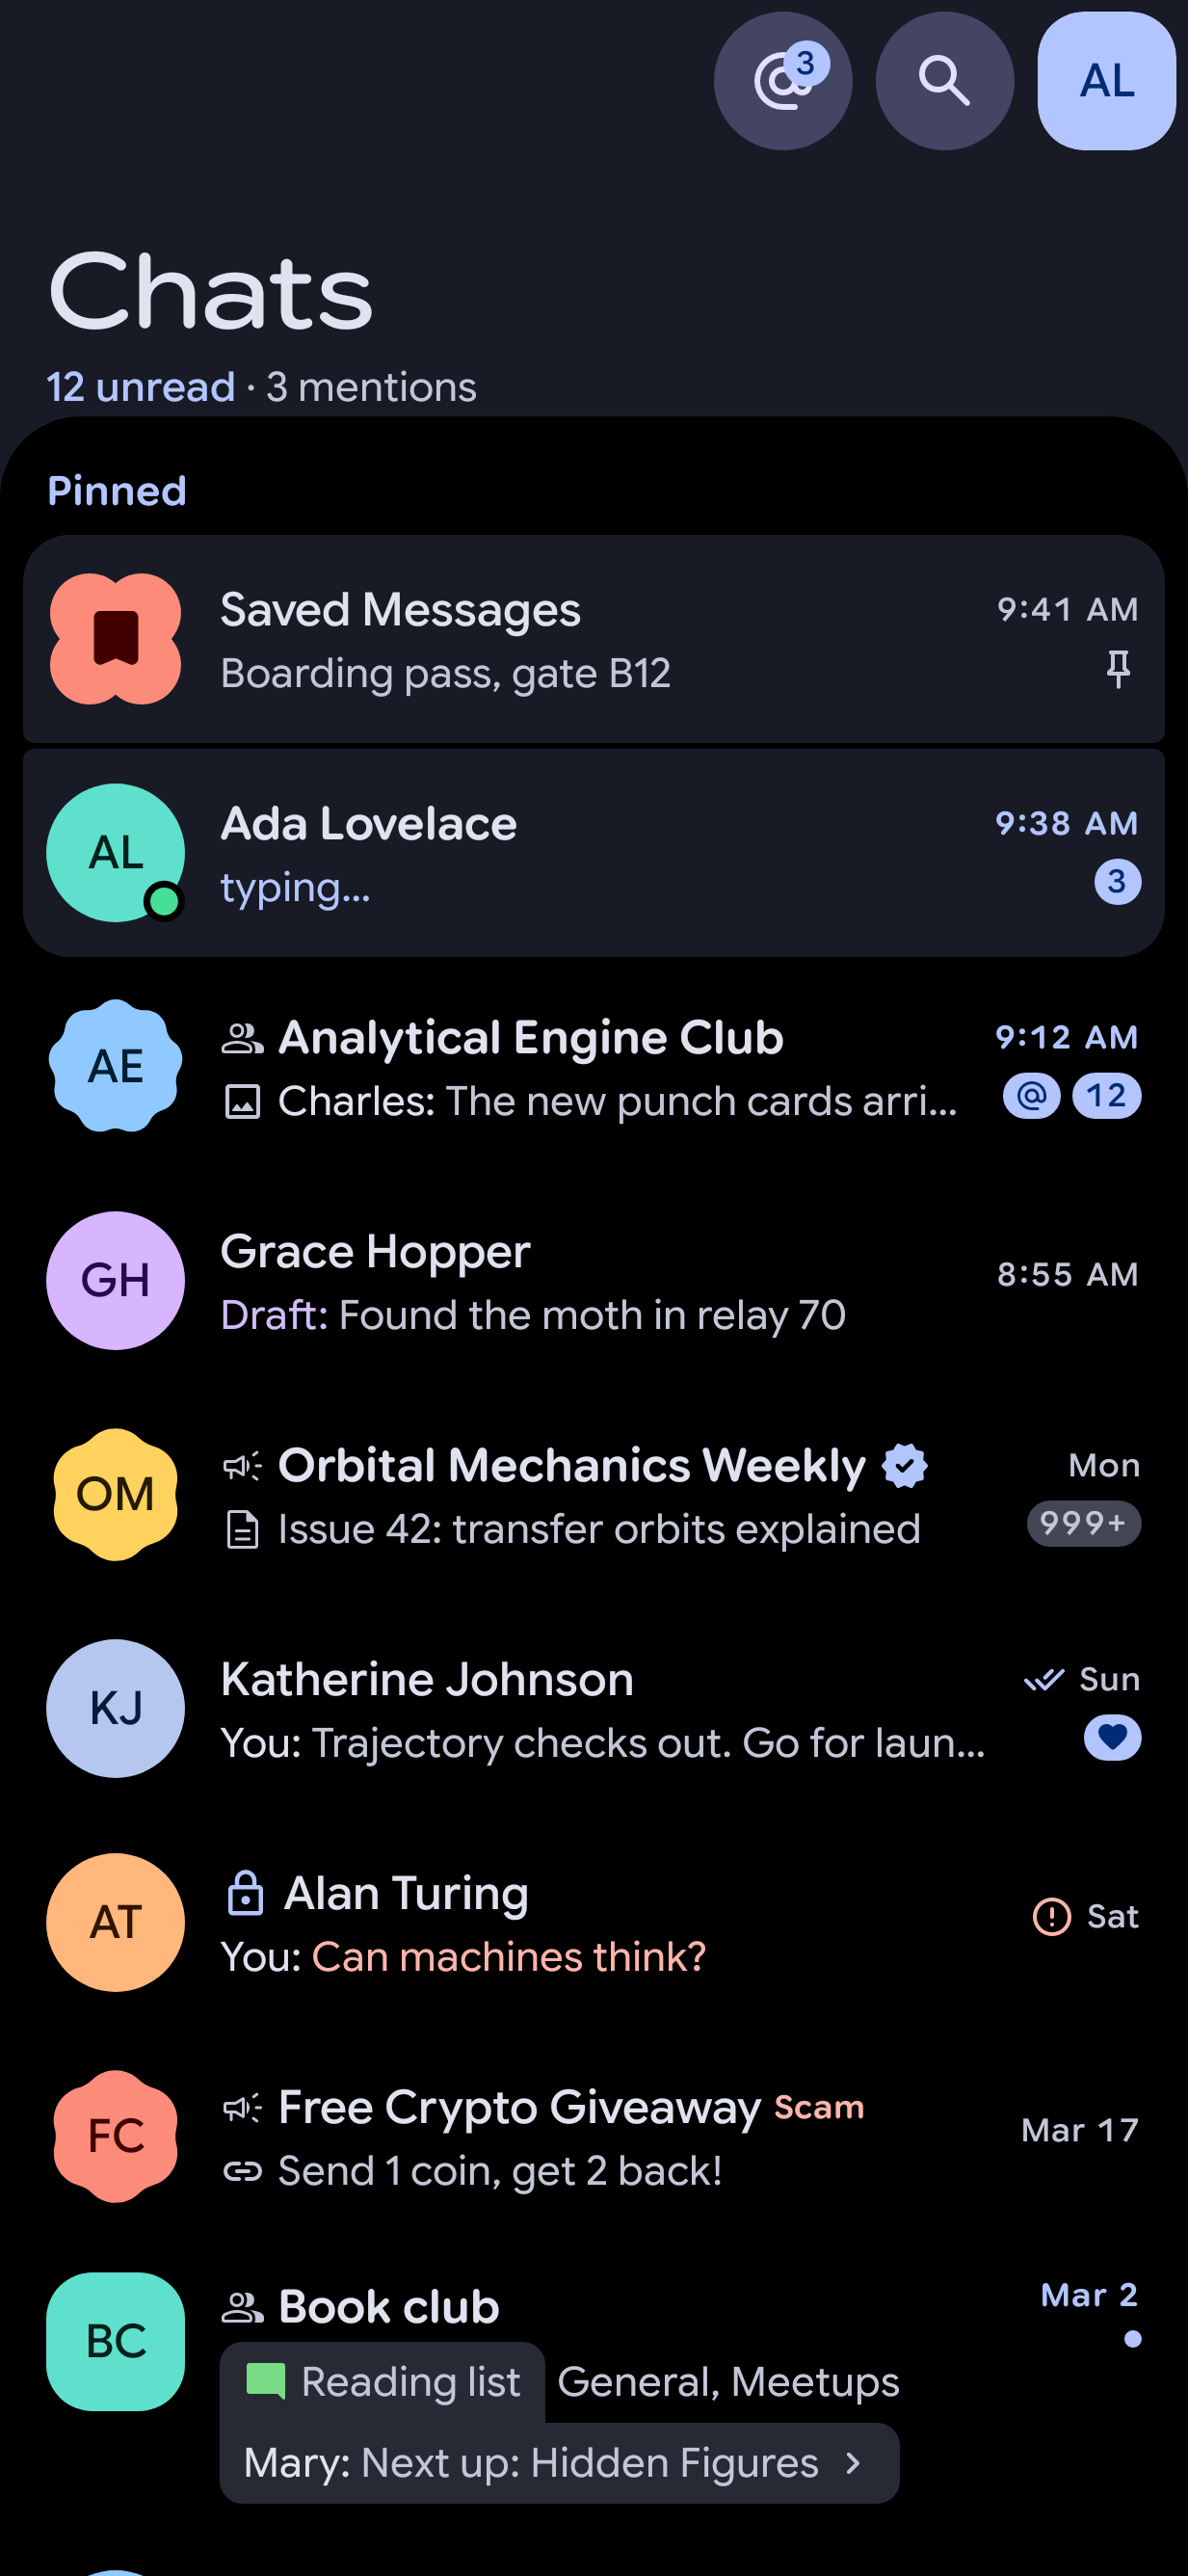 3
AL
Chats
12 unread · 3 mentions
Pinned
Saved Messages
9:41 AM
Boarding pass, gate B12
AL
Ada Lovelace
9:38 AM
typing...
3
AE
Analytical Engine Club
9:12 AM
Charles: The new punch cards arri...
@ 12
GH
Grace Hopper
8:55 AM
Draft: Found the moth in relay 70
OM
Orbital Mechanics Weekly
Mon
Issue 42: transfer orbits explained
999+
KJ
Katherine Johnson
Sun
You: Trajectory checks out. Go for laun...
AT
Alan Turing
Sat
You: Can machines think?
FC
Free Crypto Giveaway Scam
Mar 17
Send 1 coin, get 2 back!
BC
Book club
Mar 2
Reading list General, Meetups
Mary: Next up: Hidden Figures